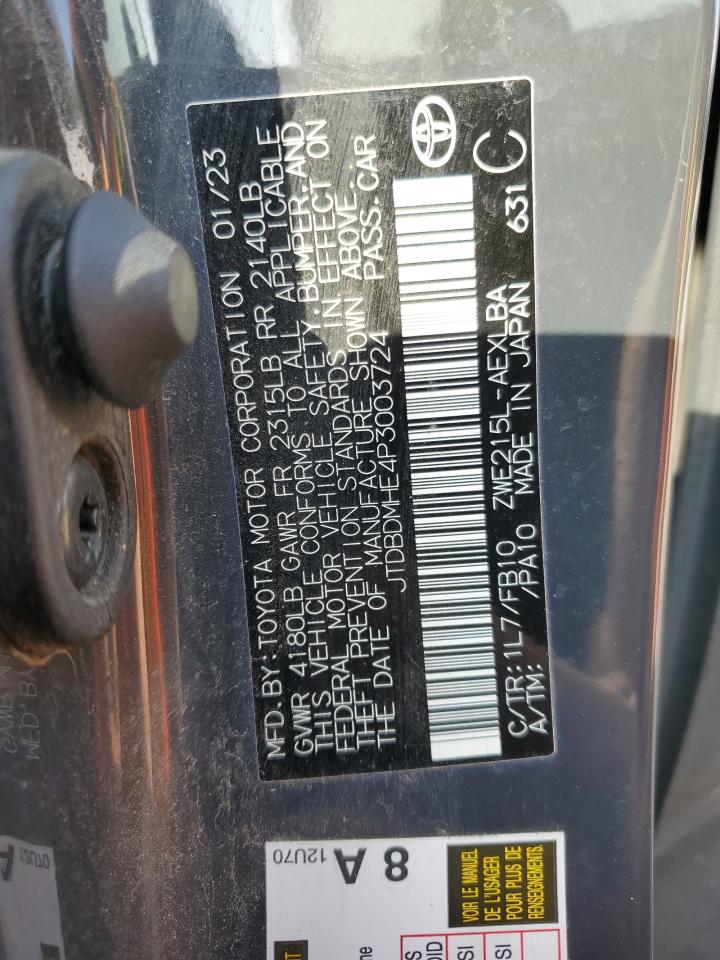 MFD.BY:TOYOTA MOTOR CORPORATION 01/23
GVWR 4180LB GAWR FR 2315LB RR 2140LB
THIS VEHICLE CONFORMS TO ALL APPLICABLE
FEDERAL MOTOR VEHICLE SAFETY,BUMPER,AND
THEFT PREVENTION STANDARDS IN EFFECT ON
THE DATE OF MANUFACTURE SHOWN ABOVE
JTDBDMHE4P3003724 PASS.CAR
C/TR:1L7/FB10 ZWE215L-AEXLBA
A/TM: /PA10 MADE IN JAPAN 631 C
8 A
12U70
VOIR LE MANUEL
DE L'USAGER
POUR PLUS DE
RENSEIGNEMENTS.
SI
SI